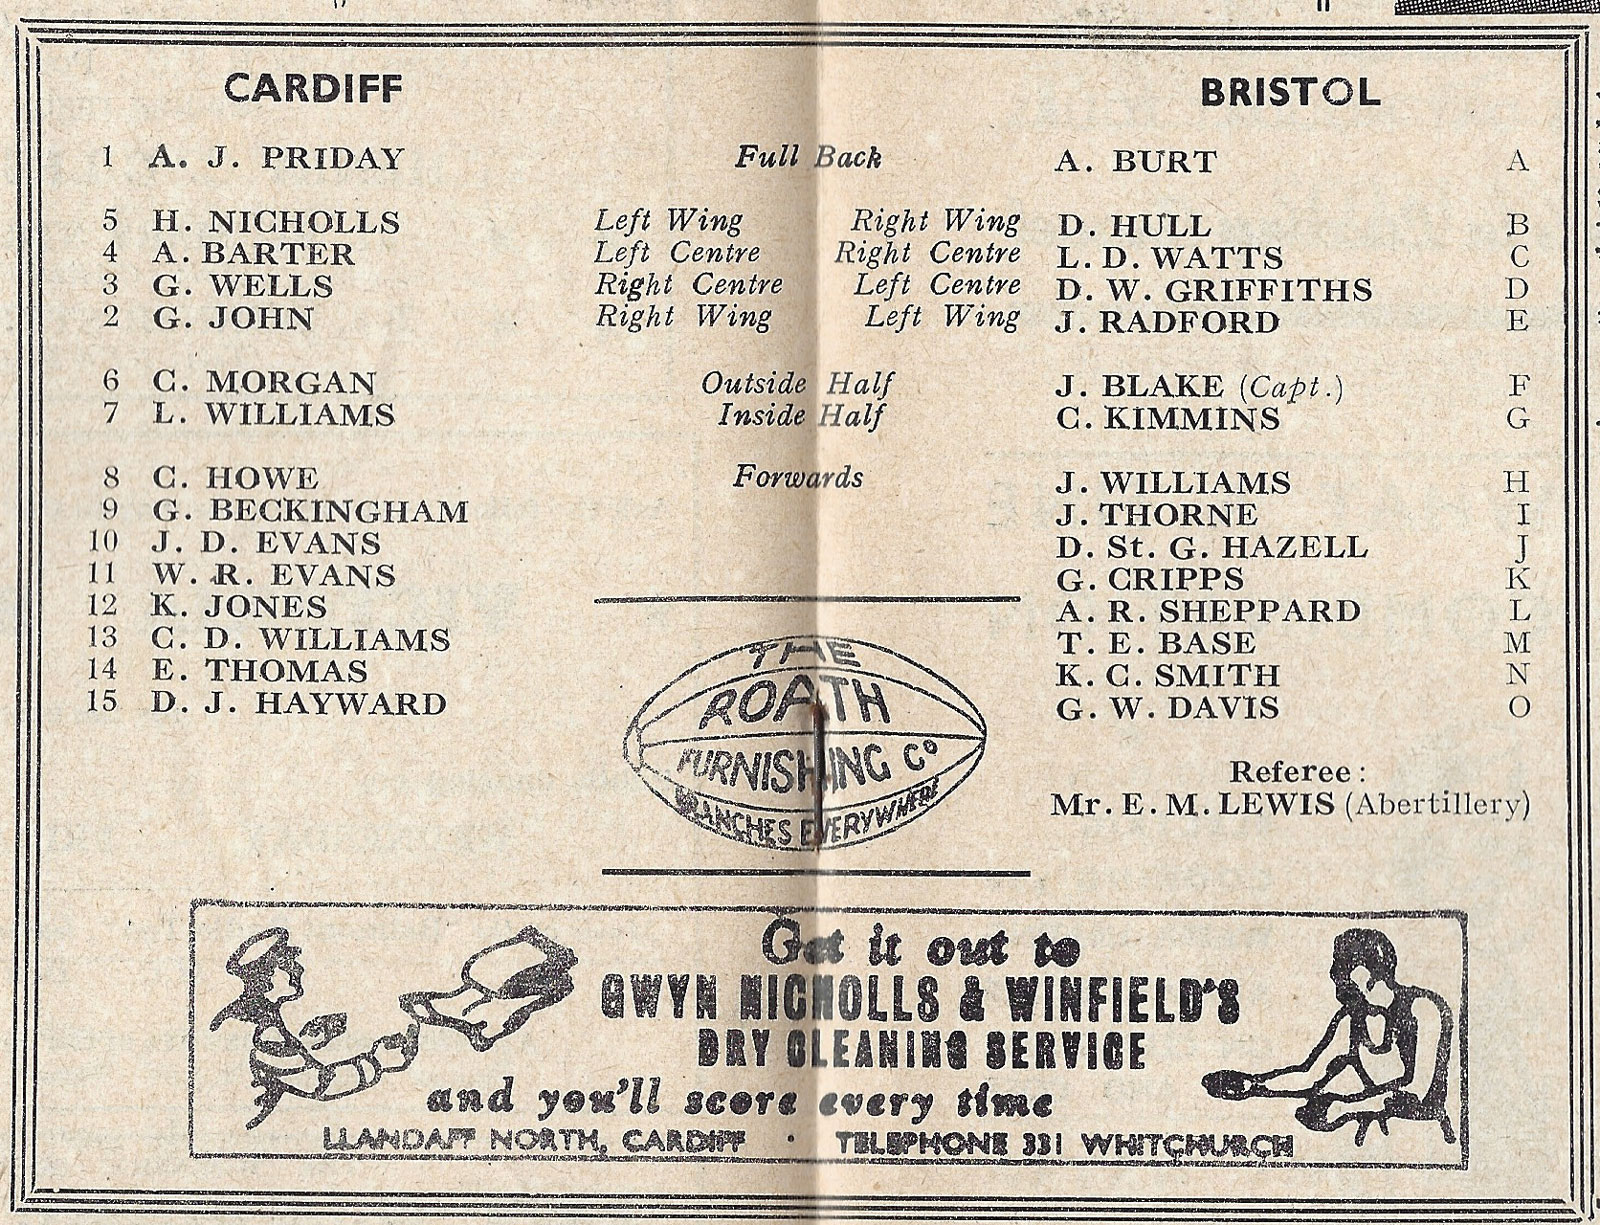 CARDIFF BRISTOL
1 A. J. PRIDAY Full Back A. BURT A
5 H. NICHOLLS Left Wing Right Wing D. HULL B
4 A. BARTER Left Centre Right Centre L. D. WATTS C
3 G. WELLS Right Centre Left Centre D. W. GRIFFITHS D
2 G. JOHN Right Wing Left Wing J. RADFORD E
6 C. MORGAN Outside Half J. BLAKE (Capt.) F
7 L. WILLIAMS Inside Half C. KIMMINS G
8 C. HOWE Forwards J. WILLIAMS H
9 G. BECKINGHAM J. THORNE I
10 J. D. EVANS D. St. G. HAZELL J
11 W. R. EVANS G. CRIPPS K
12 K. JONES A. R. SHEPPARD L
13 C. D. WILLIAMS T. E. BASE M
14 E. THOMAS K. C. SMITH N
15 D. J. HAYWARD G. W. DAVIS O
Referee:
Mr. E. M. LEWIS (Abertillery)
THE
ROATH
FURNISHING Co
BRANCHES EVERYWHERE
Get it out to
GWYN NICHOLLS & WINFIELD'S
DRY CLEANING SERVICE
and you'll score every time
LLANDAFF NORTH, CARDIFF · TELEPHONE 331 WHITCHURCH